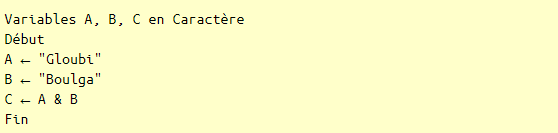 Variables A, B, C en Caractère
Début
A ← "Gloubi"
B ← "Boulga"
C ← A & B
Fin